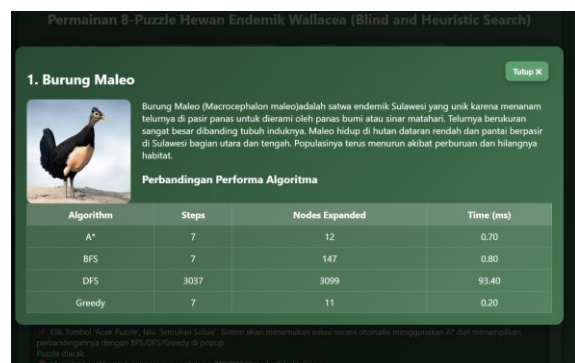 Permainan 8-Puzzle Hewan Endemik Wallacea (Blind and Heuristic Search)
Tutup X
1. Burung Maleo
Burung Maleo (Macrocephalon maleo)adalah satwa endemik Sulawesi yang unik karena menanam
telurnya di pasir panas untuk dierami oleh panas bumi atau sinar matahari. Telurnya berukuran
sangat besar dibanding tubuh induknya. Maleo hidup di hutan dataran rendah dan pantai berpasir
di Sulawesi bagian utara dan tengah. Populasinya terus menurun akibat perburuan dan hilangnya
habitat.
Perbandingan Performa Algoritma
Algorithm Steps Nodes Expanded Time (ms)
A* 7 12 0.70
BFS 7 147 0.80
DFS 3037 3099 93.40
Greedy 7 11 0.20
Klik Tombol 'Acak Puzzle', lalu 'Temukan Solusi'. Sistem akan menemukan solusi secara otomatis menggunakan A* dan menampilkan
perbandingannya dengan BFS/DFS/Greedy di popup.
Puzzle diacak.